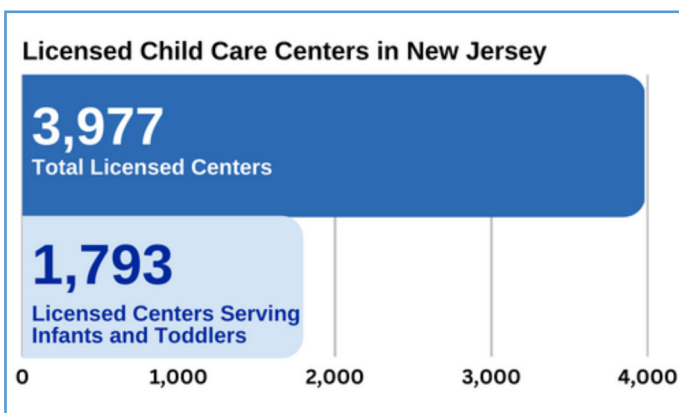 Licensed Child Care Centers in New Jersey
3,977
Total Licensed Centers
1,793
Licensed Centers Serving
Infants and Toddlers
0 1,000 2,000 3,000 4,000